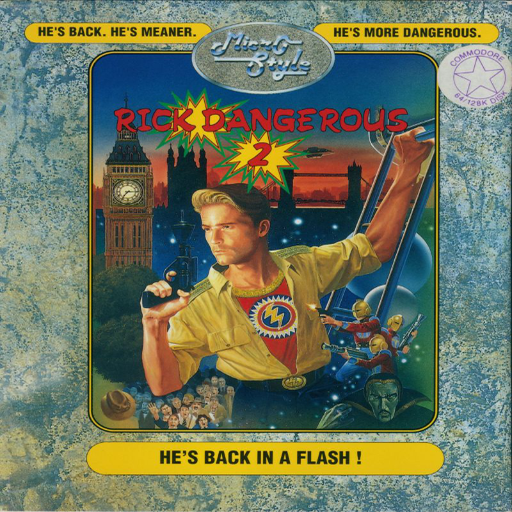 HE'S BACK. HE'S MEANER.
Micro Style
HE'S MORE DANGEROUS.
COMMODORE
64/128K DISK
RICK DANGEROUS
2
HE'S BACK IN A FLASH !